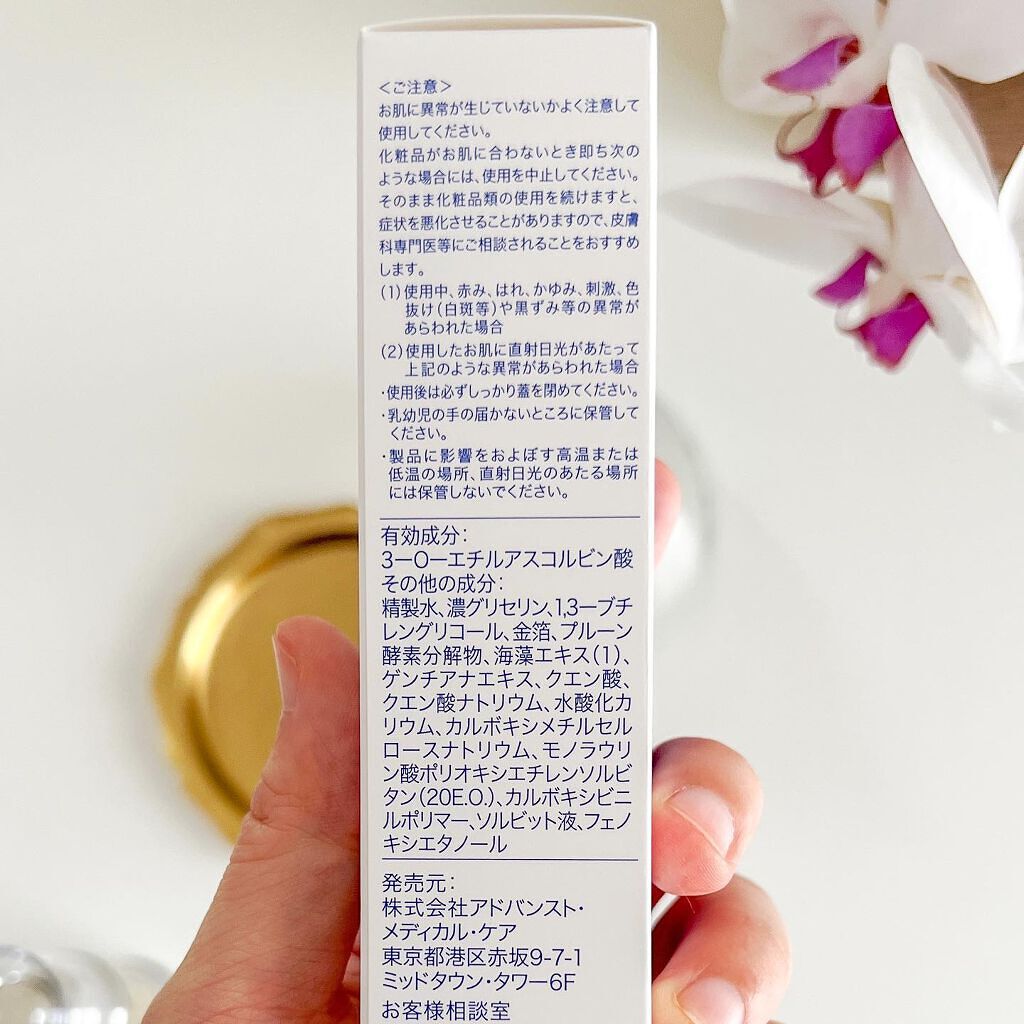 ＜ご注意＞
お肌に異常が生じていないかよく注意して
使用してください。
化粧品がお肌に合わないとき即ち次の
ような場合には、使用を中止してください。
そのまま化粧品類の使用を続けますと、
症状を悪化させることがありますので、皮膚
科専門医等にご相談されることをおすすめ
します。
(1)使用中、赤み、はれ、かゆみ、刺激、色
抜け(白斑等)や黒ずみ等の異常が
あらわれた場合
(2)使用したお肌に直射日光があたって
上記のような異常があらわれた場合
・使用後は必ずしっかり蓋を閉めてください。
・乳幼児の手の届かないところに保管して
ください。
・製品に影響をおよぼす高温または
低温の場所、直射日光のあたる場所
には保管しないでください。
有効成分：
3ーOーエチルアスコルビン酸
その他の成分：
精製水、濃グリセリン、1,3ーブチ
レングリコール、金箔、プルーン
酵素分解物、海藻エキス(1)、
ゲンチアナエキス、クエン酸、
クエン酸ナトリウム、水酸化カ
リウム、カルボキシメチルセル
ロースナトリウム、モノラウリ
ン酸ポリオキシエチレンソルビ
タン(20E.O.)、カルボキシビニ
ルポリマー、ソルビット液、フェノ
キシエタノール
発売元：
株式会社アドバンスト・
メディカル・ケア
東京都港区赤坂9-7-1
ミッドタウン・タワー6F
お客様相談室